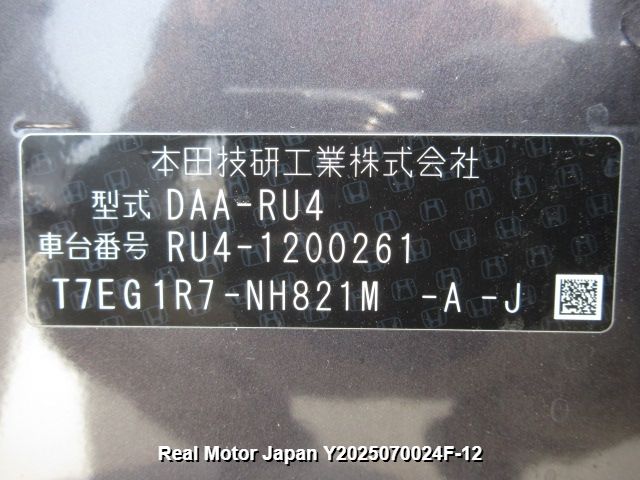 本田技研工業株式会社
型式 DAA-RU4
車台番号 RU4-1200261
T7EG1R7-NH821M -A -J
Real Motor Japan Y2025070024F-12